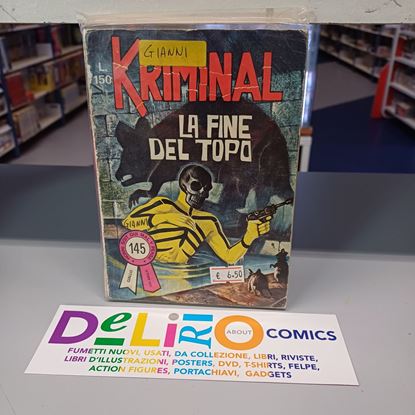 GIANNI
L.
150
KRIMINAL
LA FINE
DEL TOPO
GIANNI
145
€ 6.50
DELIRIO ABOUT COMICS
FUMETTI NUOVI, USATI, DA COLLEZIONE, LIBRI, RIVISTE,
LIBRI D'ILLUSTRAZIONI, POSTERS, DVD, T-SHIRTS, FELPE,
ACTION FIGURES, PORTACHIAVI, GADGETS